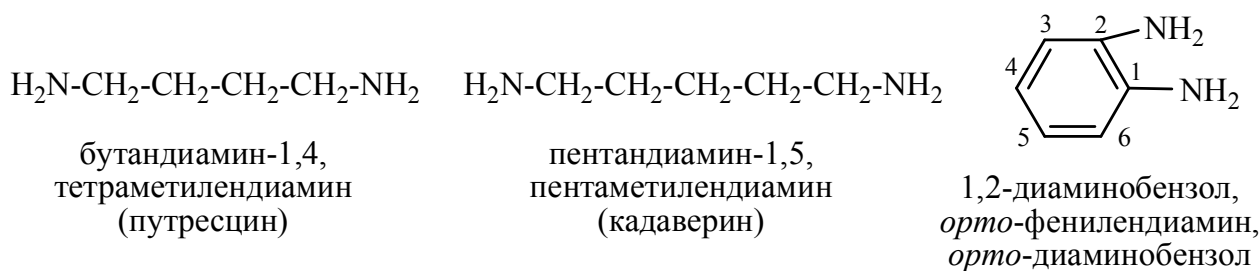 H₂N-CH₂-CH₂-CH₂-CH₂-NH₂
бутандиамин-1,4,
тетраметилендиамин
(путресцин)
H₂N-CH₂-CH₂-CH₂-CH₂-CH₂-NH₂
пентандиамин-1,5,
пентаметилендиамин
(кадаверин)
3
2
NH₂
4
1
NH₂
5
6
1,2-диаминобензол,
орто-фенилендиамин,
орто-диаминобензол